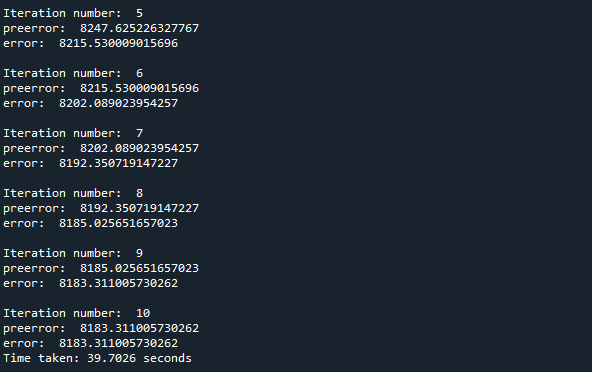 Iteration number:  5
preerror:  8247.625226327767
error:  8215.530009015696
Iteration number:  6
preerror:  8215.530009015696
error:  8202.089023954257
Iteration number:  7
preerror:  8202.089023954257
error:  8192.350719147227
Iteration number:  8
preerror:  8192.350719147227
error:  8185.025651657023
Iteration number:  9
preerror:  8185.025651657023
error:  8183.311005730262
Iteration number:  10
preerror:  8183.311005730262
error:  8183.311005730262
Time taken: 39.7026 seconds